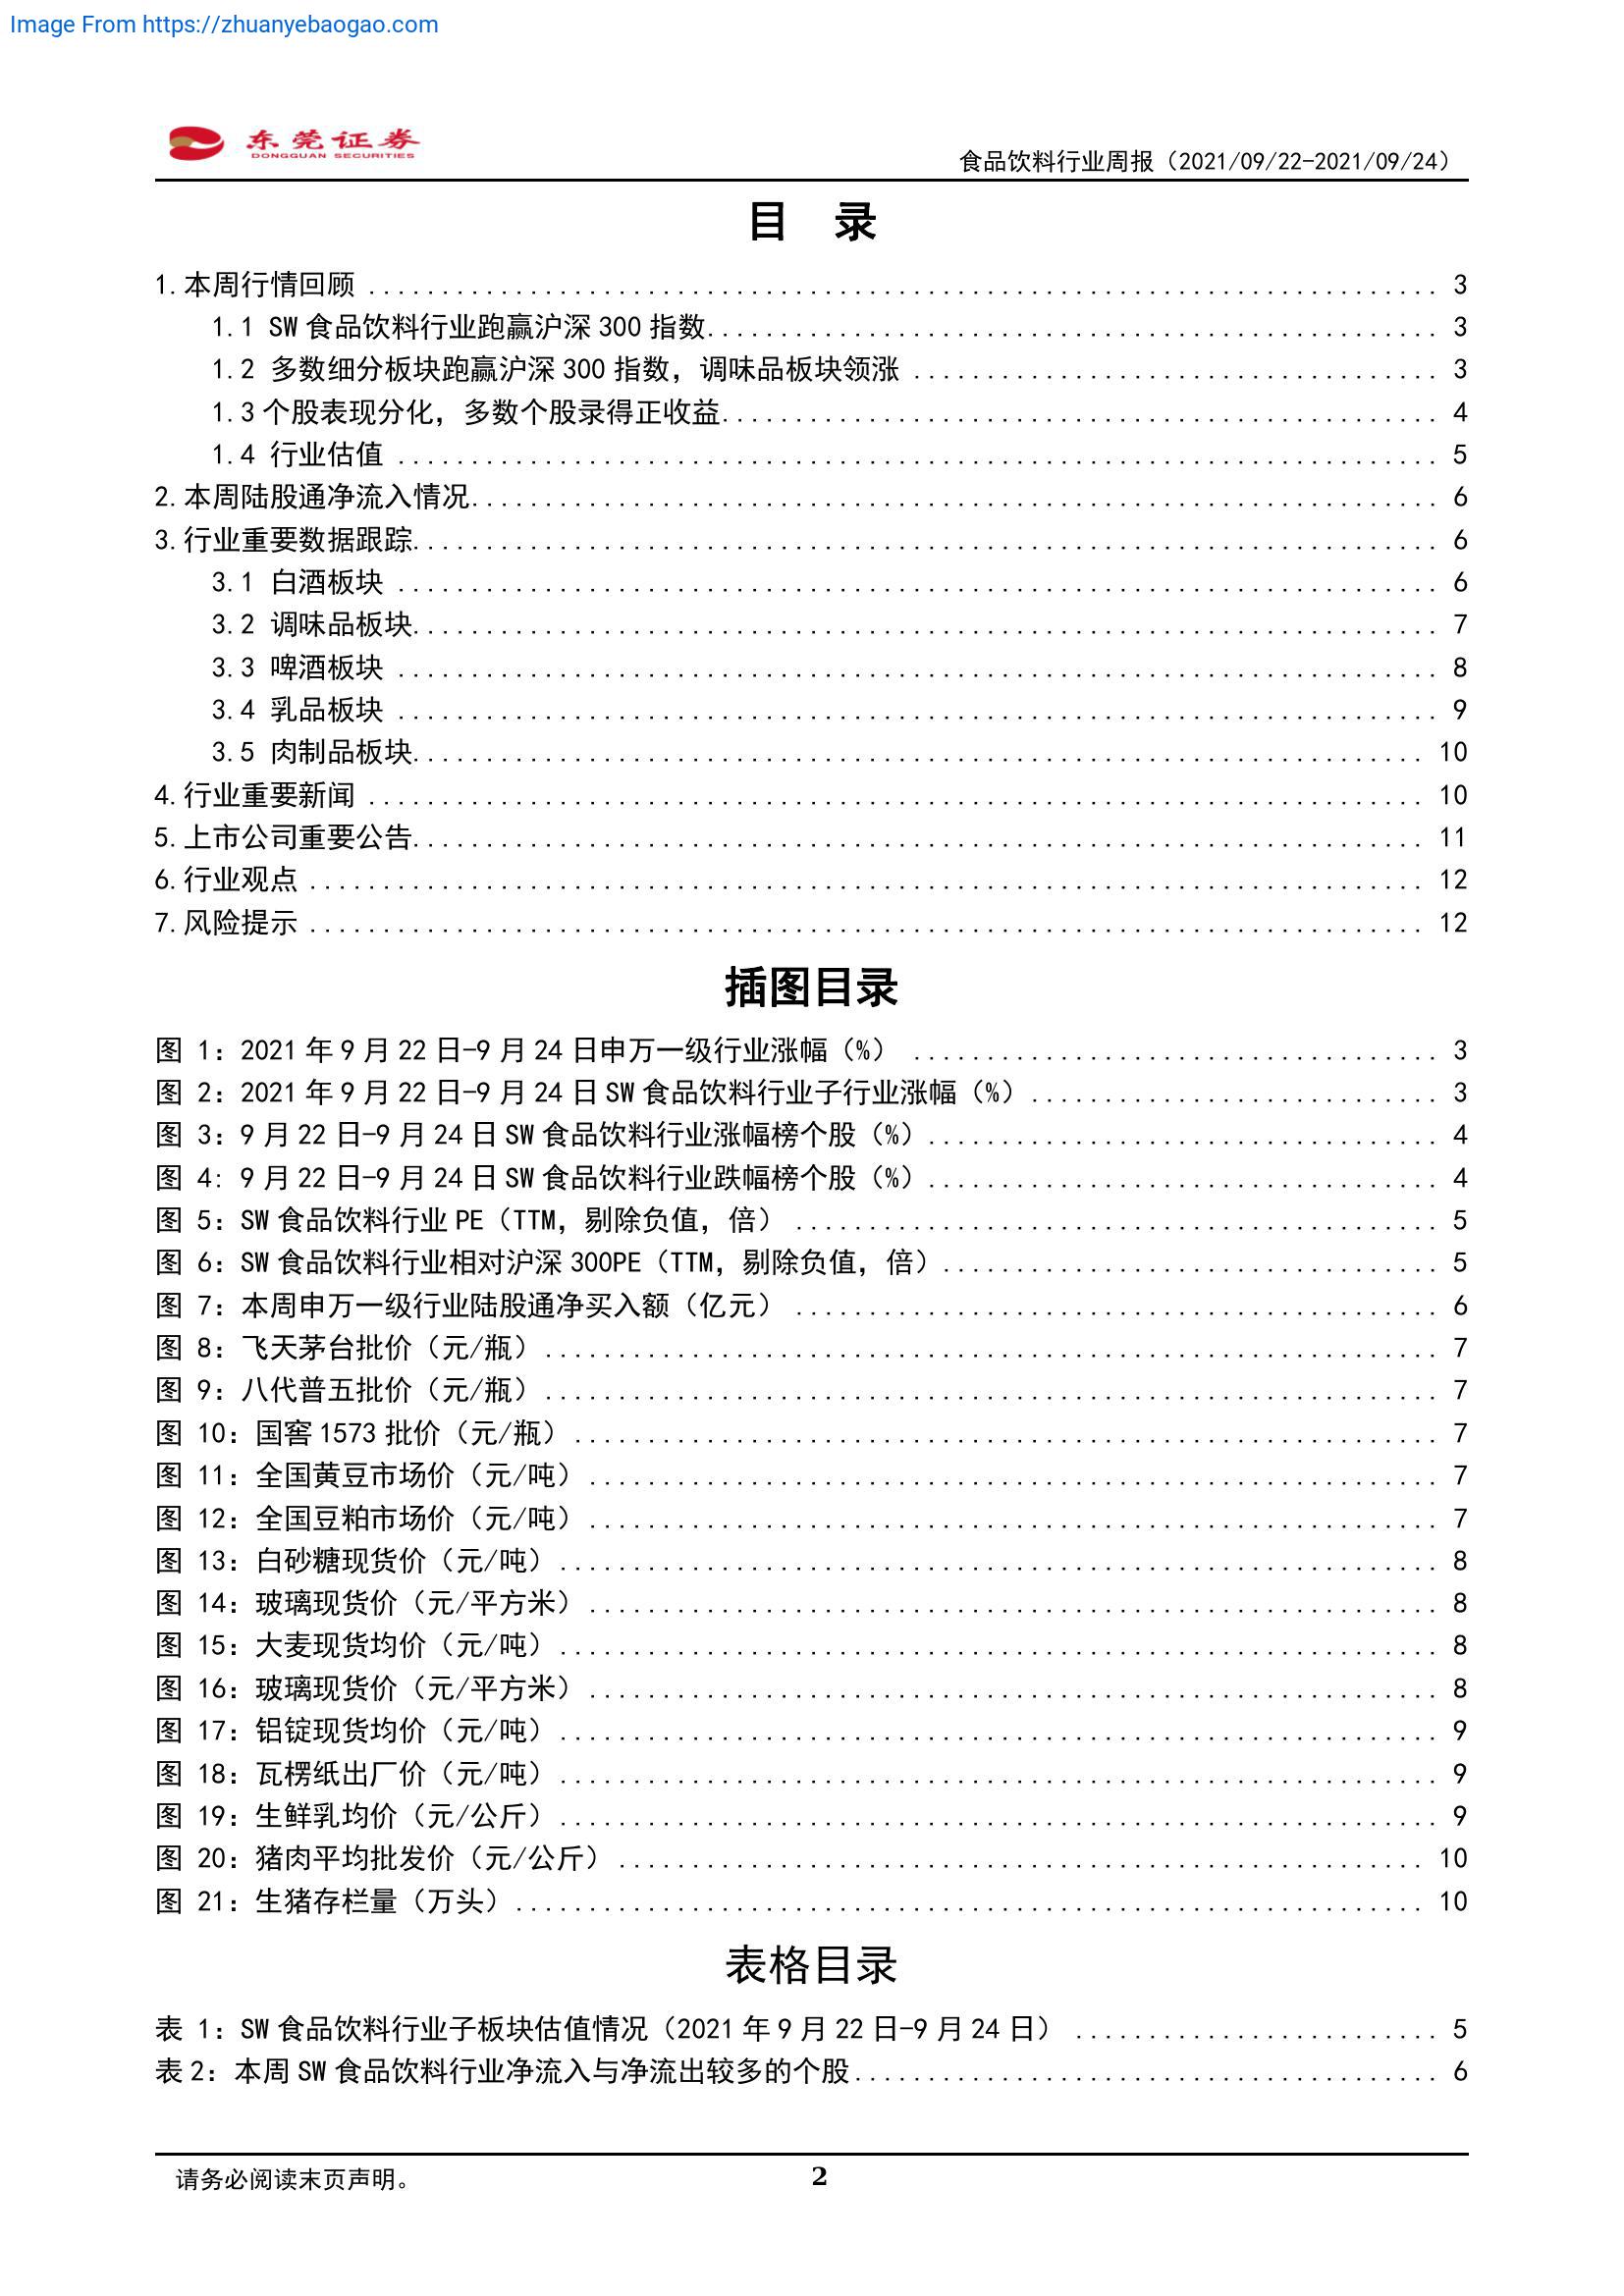 Image From https://zhuanyebaogao.com
东莞证券
DONGGUAN SECURITIES
食品饮料行业周报（2021/09/22-2021/09/24）
目 录
1.本周行情回顾 ........................................................................ 3
1.1 SW 食品饮料行业跑赢沪深 300 指数.................................................. 3
1.2 多数细分板块跑赢沪深 300 指数，调味品板块领涨 .................................... 3
1.3 个股表现分化，多数个股录得正收益................................................. 4
1.4 行业估值 ....................................................................... 5
2.本周陆股通净流入情况.................................................................. 6
3.行业重要数据跟踪...................................................................... 6
3.1 白酒板块 ....................................................................... 6
3.2 调味品板块...................................................................... 7
3.3 啤酒板块 ....................................................................... 8
3.4 乳品板块 ....................................................................... 9
3.5 肉制品板块..................................................................... 10
4.行业重要新闻 ....................................................................... 10
5.上市公司重要公告..................................................................... 11
6.行业观点 ........................................................................... 12
7.风险提示 ........................................................................... 12
插图目录
图 1：2021 年 9 月 22 日-9 月 24 日申万一级行业涨幅（%） .................................... 3
图 2：2021 年 9 月 22 日-9 月 24 日 SW 食品饮料行业子行业涨幅（%）............................ 3
图 3：9 月 22 日-9 月 24 日 SW 食品饮料行业涨幅榜个股（%）................................... 4
图 4: 9 月 22 日-9 月 24 日 SW 食品饮料行业跌幅榜个股（%）................................... 4
图 5：SW 食品饮料行业 PE（TTM，剔除负值，倍） ............................................ 5
图 6：SW 食品饮料行业相对沪深 300PE（TTM，剔除负值，倍）.................................. 5
图 7：本周申万一级行业陆股通净买入额（亿元） ............................................ 6
图 8：飞天茅台批价（元/瓶）............................................................. 7
图 9：八代普五批价（元/瓶）............................................................. 7
图 10：国窖 1573 批价（元/瓶）........................................................... 7
图 11：全国黄豆市场价（元/吨）.......................................................... 7
图 12：全国豆粕市场价（元/吨）.......................................................... 7
图 13：白砂糖现货价（元/吨）............................................................ 8
图 14：玻璃现货价（元/平方米）.......................................................... 8
图 15：大麦现货均价（元/吨）............................................................ 8
图 16：玻璃现货价（元/平方米）.......................................................... 8
图 17：铝锭现货均价（元/吨）............................................................ 9
图 18：瓦楞纸出厂价（元/吨）............................................................ 9
图 19：生鲜乳均价（元/公斤）............................................................ 9
图 20：猪肉平均批发价（元/公斤）....................................................... 10
图 21：生猪存栏量（万头）.............................................................. 10
表格目录
表 1：SW 食品饮料行业子板块估值情况（2021 年 9 月 22 日-9 月 24 日） ......................... 5
表 2：本周 SW 食品饮料行业净流入与净流出较多的个股........................................ 6
请务必阅读末页声明。
2